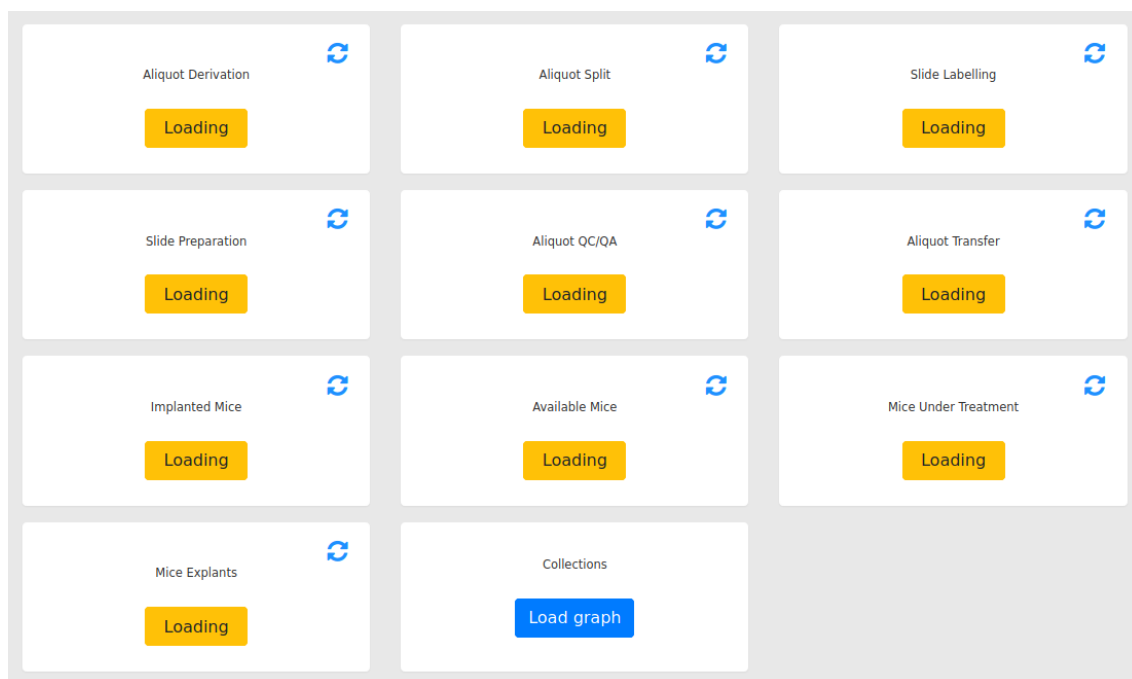 Aliquot Derivation
Aliquot Split
Slide Labelling
Loading
Loading
Loading
Slide Preparation
Aliquot QC/QA
Aliquot Transfer
Loading
Loading
Loading
Implanted Mice
Available Mice
Mice Under Treatment
Loading
Loading
Loading
Mice Explants
Collections
Loading
Load graph